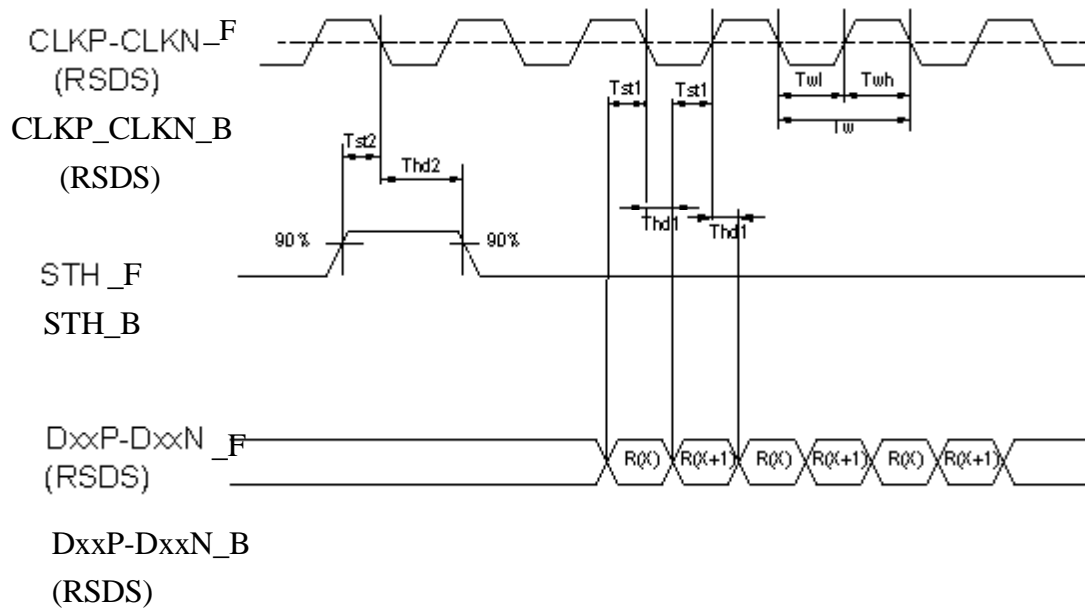 CLKP-CLKN_F
(RSDS)
CLKP_CLKN_B
(RSDS)
Tst1 Tst1 Twl Twh
Tw
Tst2
Thd2
Thd1
Thd1
90% 90%
STH_F
STH_B
DxxP-DxxN_F
(RSDS)
R(X) R(X+1) R(X) R(X+1) R(X) R(X+1)
DxxP-DxxN_B
(RSDS)